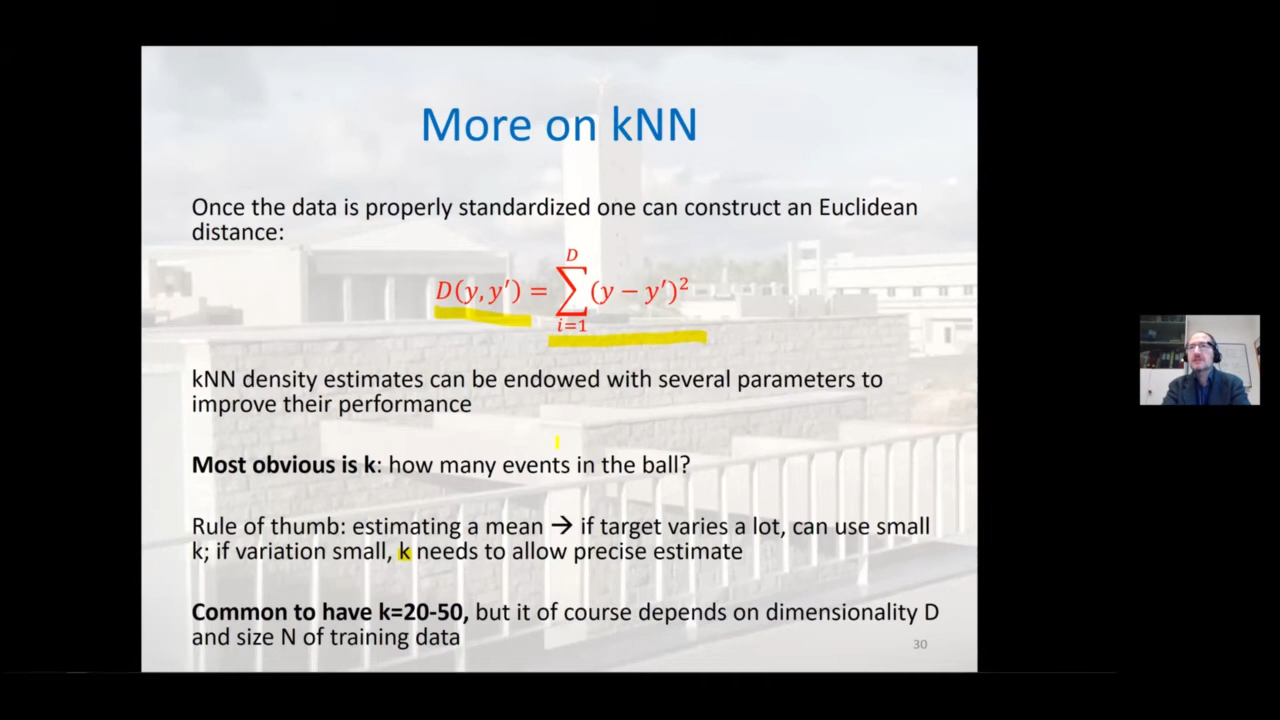 More on kNN
Once the data is properly standardized one can construct an Euclidean
distance:
D(y, y′) = ∑_{i=1}^{D} (y − y′)²
kNN density estimates can be endowed with several parameters to
improve their performance
Most obvious is k: how many events in the ball?
Rule of thumb: estimating a mean → if target varies a lot, can use small
k; if variation small, k needs to allow precise estimate
Common to have k=20-50, but it of course depends on dimensionality D
and size N of training data
30